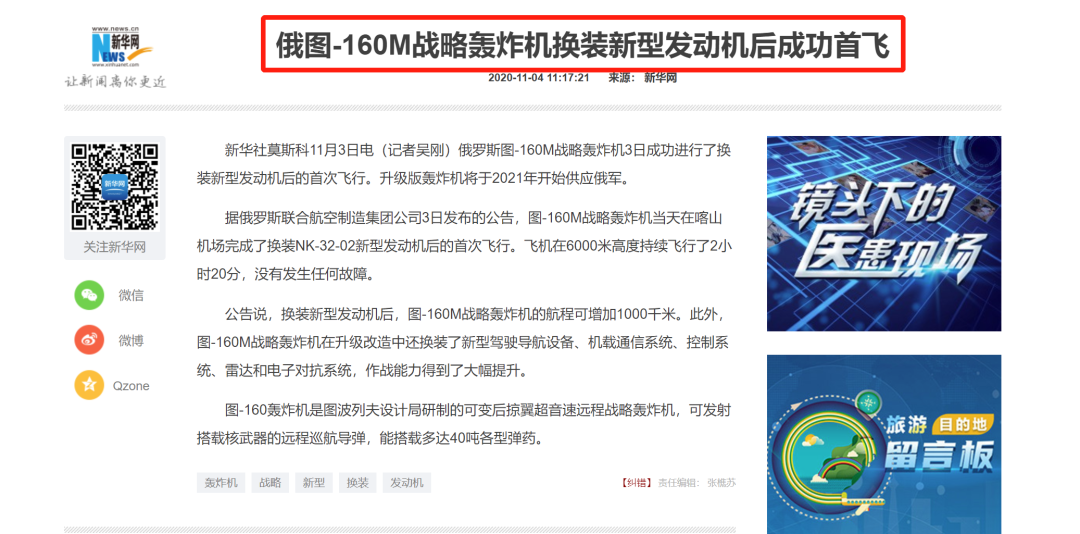 www.news.cn
新华网
NEWS
www.xinhuanet.com
让新闻离你更近
俄图-160M战略轰炸机换装新型发动机后成功首飞
2020-11-04 11:17:21 来源： 新华网
新华网
关注新华网
微信
微博
Qzone
新华社莫斯科11月3日电（记者吴刚）俄罗斯图-160M战略轰炸机3日成功进行了换
装新型发动机后的首次飞行。升级版轰炸机将于2021年开始供应俄军。
据俄罗斯联合航空制造集团公司3日发布的公告，图-160M战略轰炸机当天在喀山
机场完成了换装NK-32-02新型发动机后的首次飞行。飞机在6000米高度持续飞行了2小
时20分，没有发生任何故障。
公告说，换装新型发动机后，图-160M战略轰炸机的航程可增加1000千米。此外，
图-160M战略轰炸机在升级改造中还换装了新型驾驶导航设备、机载通信系统、控制系
统、雷达和电子对抗系统，作战能力得到了大幅提升。
图-160轰炸机是图波列夫设计局研制的可变后掠翼超音速远程战略轰炸机，可发射
搭载核武器的远程巡航导弹，能搭载多达40吨各型弹药。
轰炸机 战略 新型 换装 发动机
【纠错】 责任编辑： 张樵苏
镜头下的
医患现场
旅游 目的地
留言板